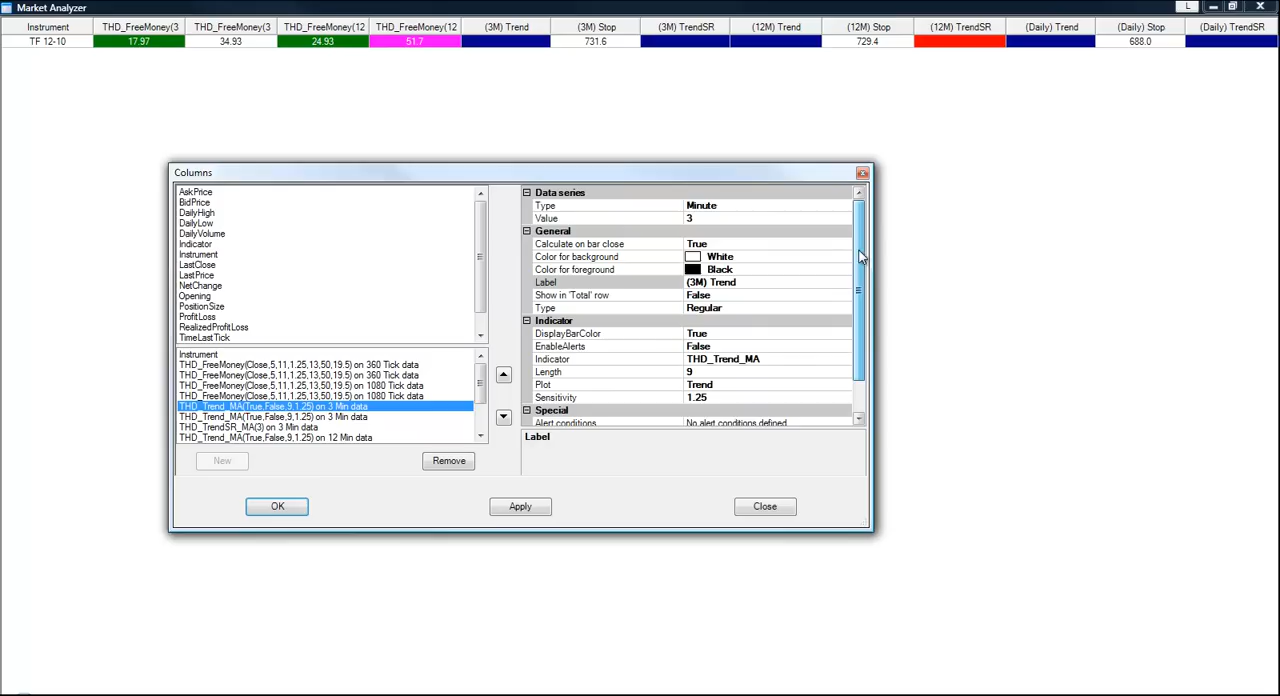 Market Analyzer
L
Instrument THD_FreeMoney(3 THD_FreeMoney(3 THD_FreeMoney(12 THD_FreeMoney(12 (3M) Trend (3M) Stop (3M) TrendSR (12M) Trend (12M) Stop (12M) TrendSR (Daily) Trend (Daily) Stop (Daily) TrendSR
TF 12-10 17.97 34.93 24.93 51.7 731.6 729.4 688.0
Columns
AskPrice
BidPrice
DailyHigh
DailyLow
DailyVolume
Indicator
Instrument
LastClose
LastPrice
NetChange
Opening
PositionSize
ProfitLoss
RealizedProfitLoss
TimeLastTick
Instrument
THD_FreeMoney(Close,5,11,1.25,13,50,19.5) on 360 Tick data
THD_FreeMoney(Close,5,11,1.25,13,50,19.5) on 360 Tick data
THD_FreeMoney(Close,5,11,1.25,13,50,19.5) on 1080 Tick data
THD_FreeMoney(Close,5,11,1.25,13,50,19.5) on 1080 Tick data
THD_Trend_MA(True,False,9,1.25) on 3 Min data
THD_Trend_MA(True,False,9,1.25) on 3 Min data
THD_TrendSR_MA(3) on 3 Min data
THD_Trend_MA(True,False,9,1.25) on 12 Min data
New Remove
Data series
Type Minute
Value 3
General
Calculate on bar close True
Color for background White
Color for foreground Black
Label (3M) Trend
Show in 'Total' row False
Type Regular
Indicator
DisplayBarColor True
EnableAlerts False
Indicator THD_Trend_MA
Length 9
Plot Trend
Sensitivity 1.25
Special
Alert conditions No alert conditions defined
Label
OK Apply Close